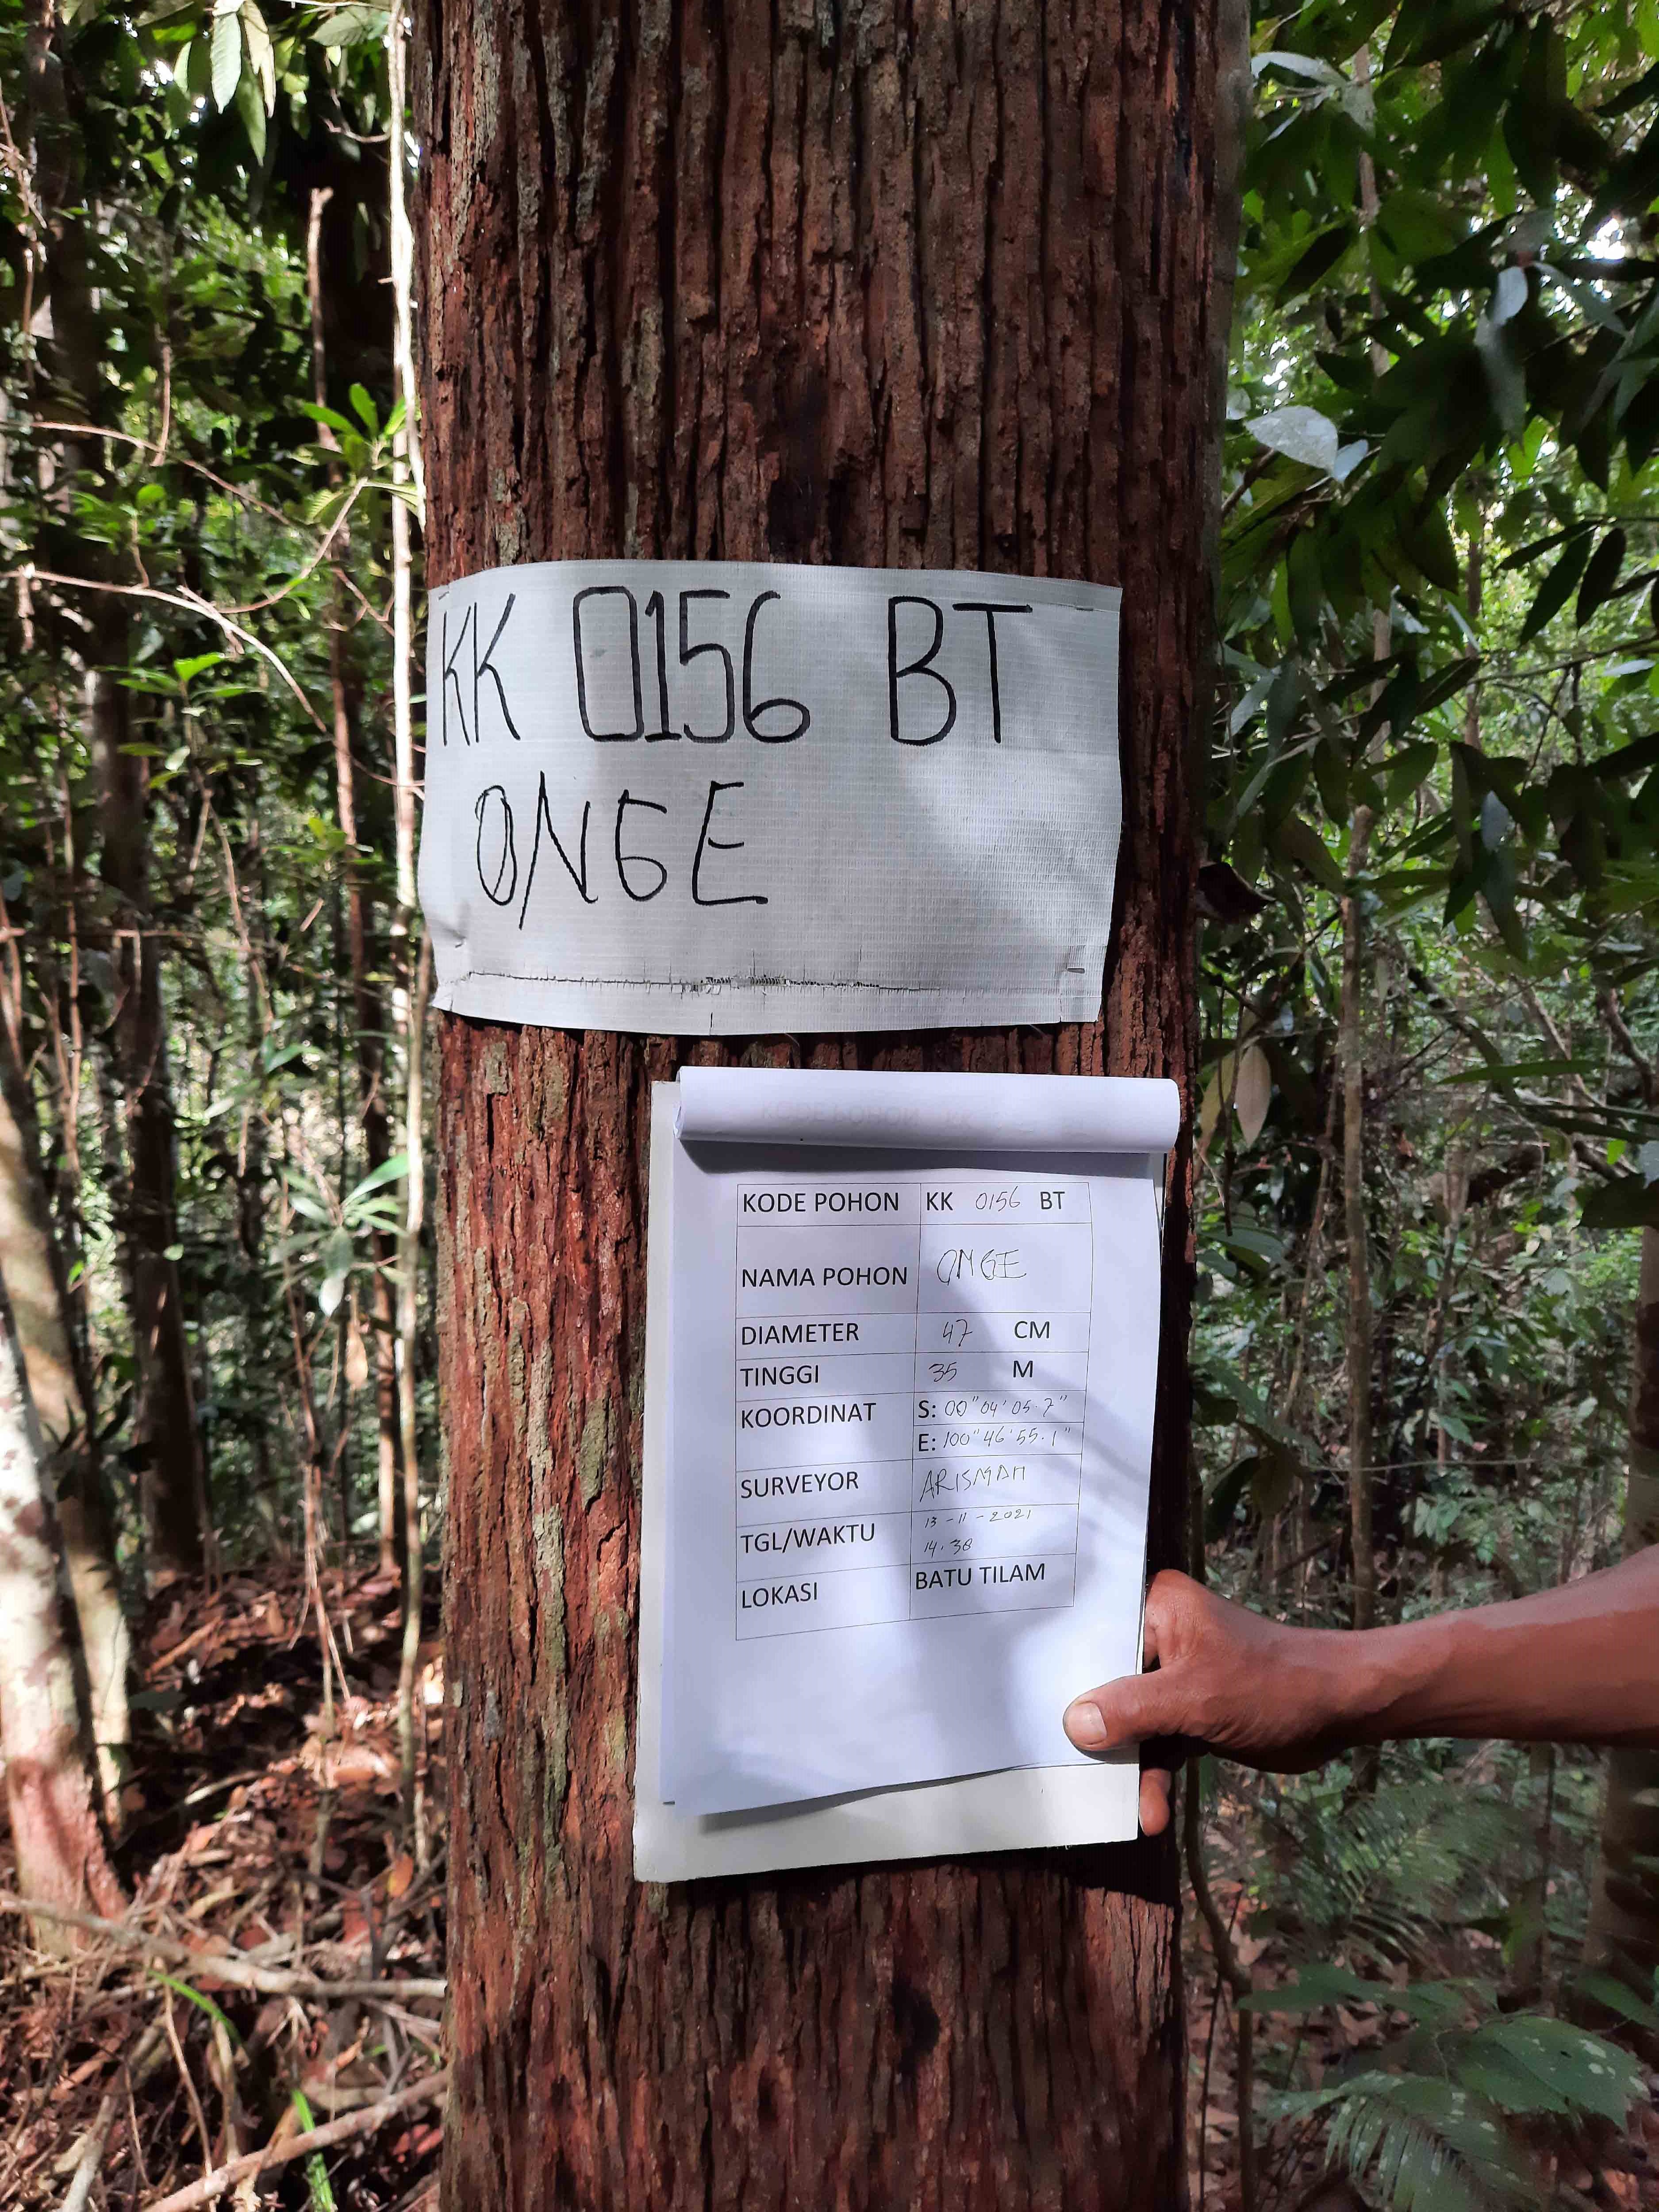 KK 0156 BT
ONGE
KODE POHON KK 0156 BT
NAMA POHON ONGE
DIAMETER 47 CM
TINGGI 35 M
KOORDINAT S: 00" 04' 05.7"
E: 100" 46' 55.1"
SURVEYOR ARISMAN
TGL/WAKTU 13-11-2021
14.38
LOKASI BATU TILAM